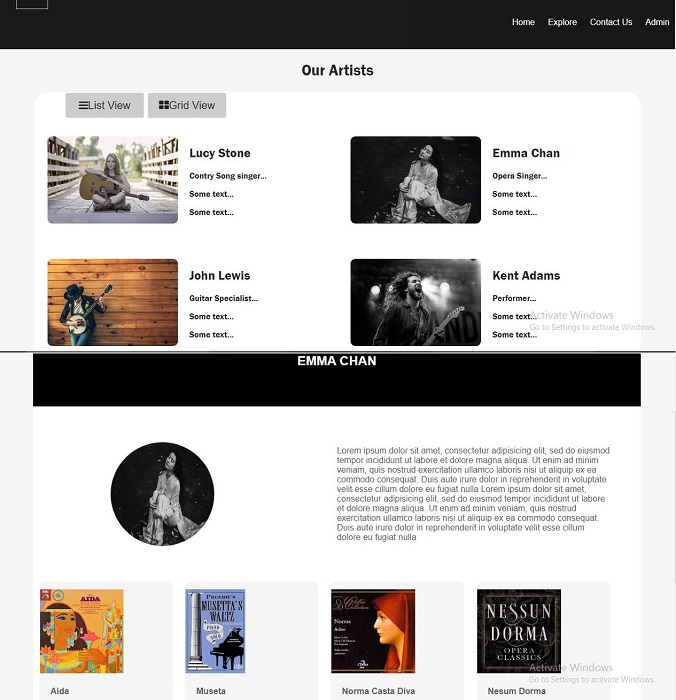 Home Explore Contact Us Admin
Our Artists
List View Grid View
Lucy Stone
Contry Song singer...
Some text...
Some text...
Emma Chan
Opera Singer...
Some text...
Some text...
John Lewis
Guitar Specialist...
Some text...
Some text...
Kent Adams
Performer...
Some text...
Some text...
Activate Windows
Go to Settings to activate Windows.
EMMA CHAN
Lorem ipsum dolor sit amet, consectetur adipisicing elit, sed do eiusmod
tempor incididunt ut labore et dolore magna aliqua. Ut enim ad minim
veniam, quis nostrud exercitation ullamco laboris nisi ut aliquip ex ea
commodo consequat. Duis aute irure dolor in reprehenderit in voluptate
velit esse cillum dolore eu fugiat nulla Lorem ipsum dolor sit amet,
consectetur adipisicing elit, sed do eiusmod tempor incididunt ut labore
et dolore magna aliqua. Ut enim ad minim veniam, quis nostrud
exercitation ullamco laboris nisi ut aliquip ex ea commodo consequat.
Duis aute irure dolor in reprehenderit in voluptate velit esse cillum
dolore eu fugiat nulla
AIDA
Puccini's
MUSETTA'S
WALTZ
PIANO
SOLO
Collection
Norma
NESSUN
DORMA
OPERA
CLASSICS
Activate Windows
Go to Settings to activate Windows.
Aida
Museta
Norma Casta Diva
Nesum Dorma